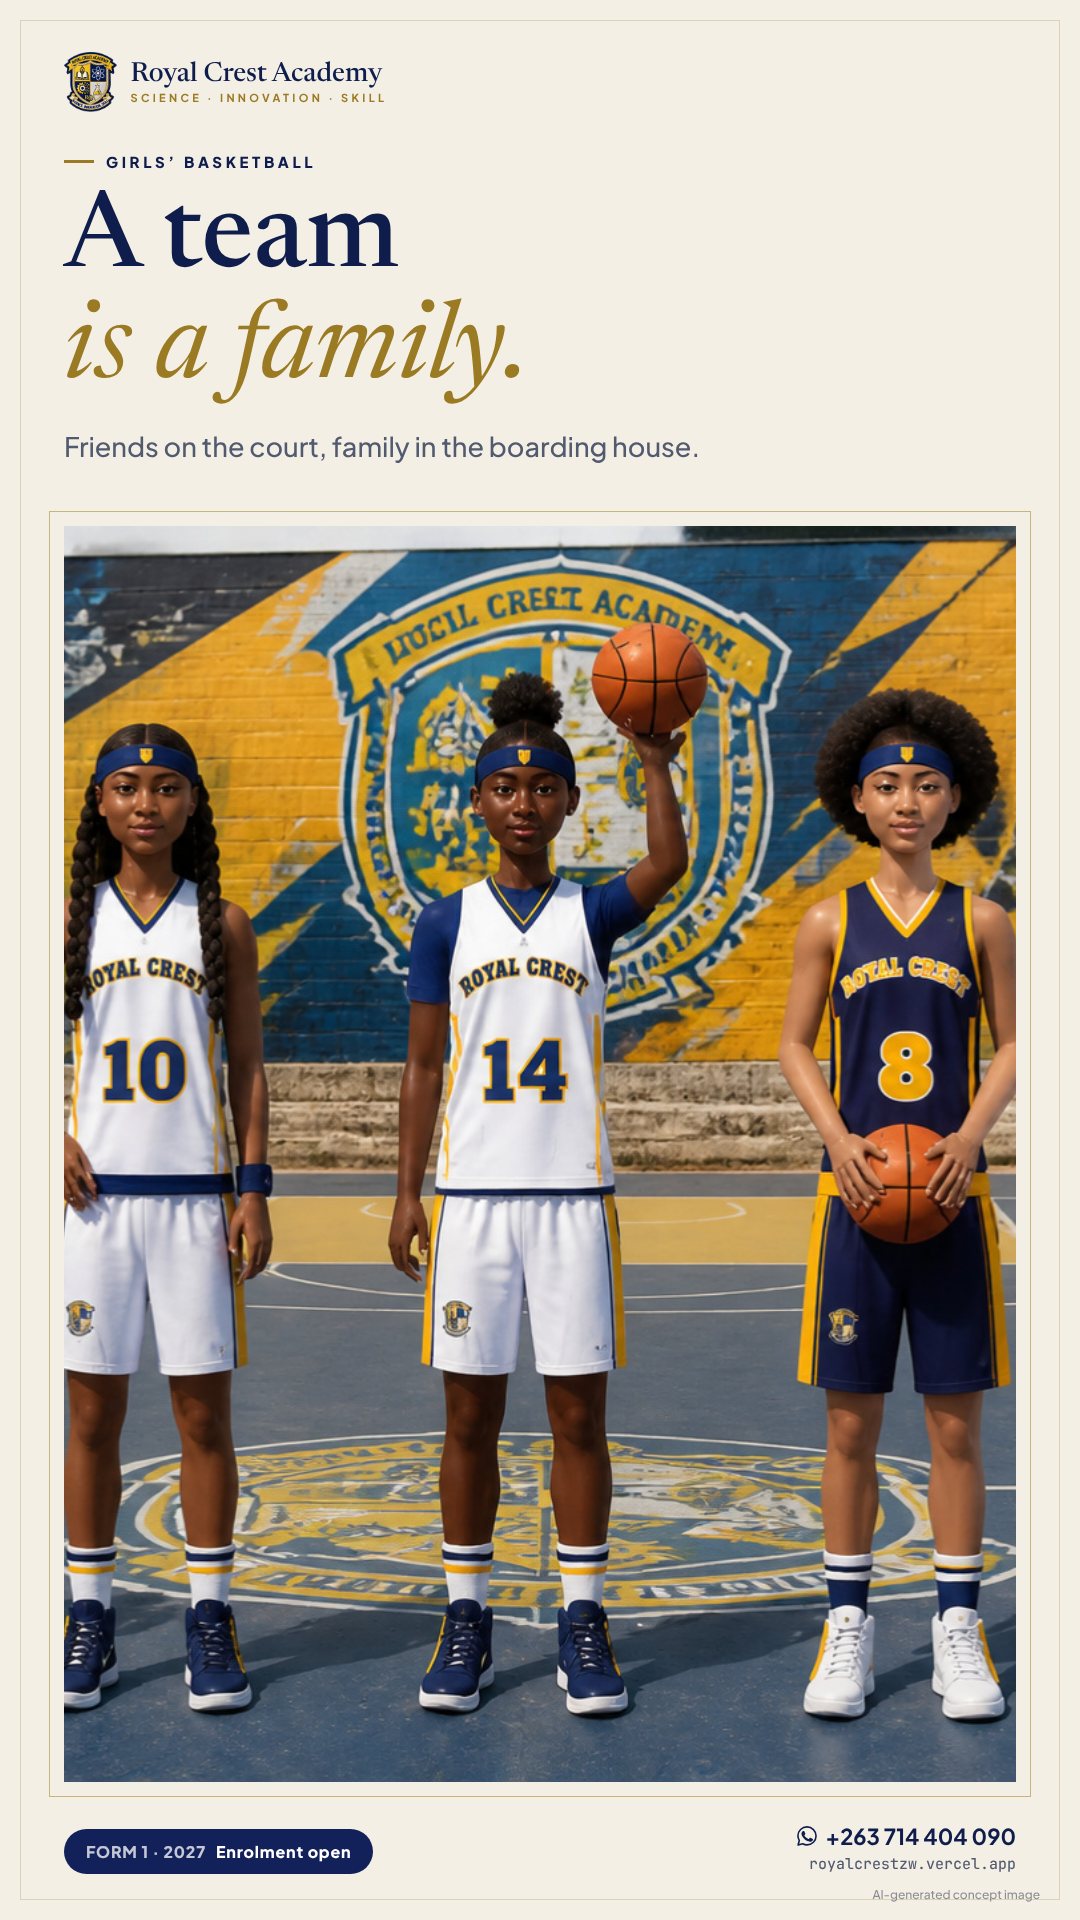 Royal Crest Academy
SCIENCE · INNOVATION · SKILL
GIRLS’ BASKETBALL
A team
is a family.
Friends on the court, family in the boarding house.
CREST ACADEMY
ROYAL CREST
10
ROYAL CREST
14
ROYAL CREST
8
FORM 1 · 2027 Enrolment open
+263 714 404 090
royalcrestzw.vercel.app
AI-generated concept image